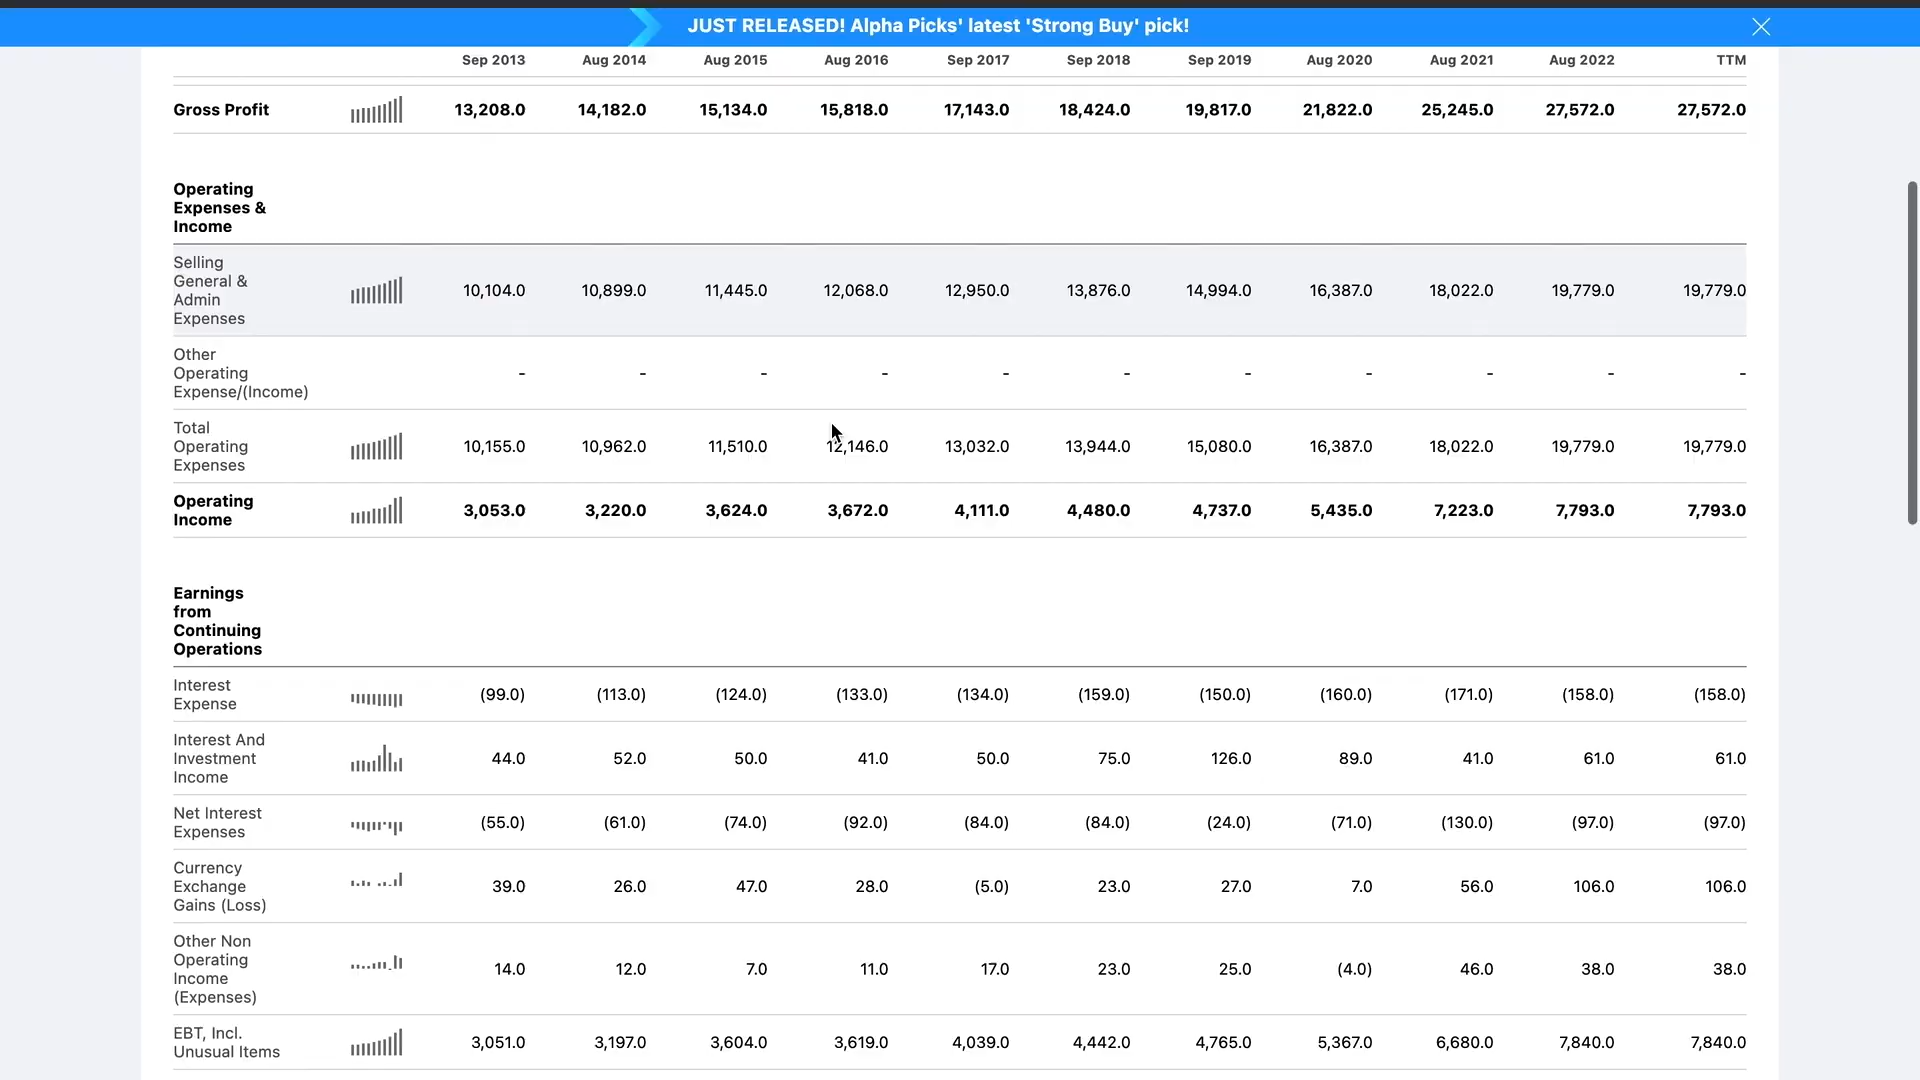 JUST RELEASED! Alpha Picks' latest 'Strong Buy' pick!
Sep 2013 Aug 2014 Aug 2015 Aug 2016 Sep 2017 Sep 2018 Sep 2019 Aug 2020 Aug 2021 Aug 2022 TTM
Gross Profit 13,208.0 14,182.0 15,134.0 15,818.0 17,143.0 18,424.0 19,817.0 21,822.0 25,245.0 27,572.0 27,572.0
Operating
Expenses &
Income
Selling
General &
Admin
Expenses
10,104.0 10,899.0 11,445.0 12,068.0 12,950.0 13,876.0 14,994.0 16,387.0 18,022.0 19,779.0 19,779.0
Other
Operating
Expense/(Income)
- - - - - - - - - - -
Total
Operating
Expenses
10,155.0 10,962.0 11,510.0 12,146.0 13,032.0 13,944.0 15,080.0 16,387.0 18,022.0 19,779.0 19,779.0
Operating
Income
3,053.0 3,220.0 3,624.0 3,672.0 4,111.0 4,480.0 4,737.0 5,435.0 7,223.0 7,793.0 7,793.0
Earnings
from
Continuing
Operations
Interest
Expense
(99.0) (113.0) (124.0) (133.0) (134.0) (159.0) (150.0) (160.0) (171.0) (158.0) (158.0)
Interest And
Investment
Income
44.0 52.0 50.0 41.0 50.0 75.0 126.0 89.0 41.0 61.0 61.0
Net Interest
Expenses
(55.0) (61.0) (74.0) (92.0) (84.0) (84.0) (24.0) (71.0) (130.0) (97.0) (97.0)
Currency
Exchange
Gains (Loss)
39.0 26.0 47.0 28.0 (5.0) 23.0 27.0 7.0 56.0 106.0 106.0
Other Non
Operating
Income
(Expenses)
14.0 12.0 7.0 11.0 17.0 23.0 25.0 (4.0) 46.0 38.0 38.0
EBT, Incl.
Unusual Items
3,051.0 3,197.0 3,604.0 3,619.0 4,039.0 4,442.0 4,765.0 5,367.0 6,680.0 7,840.0 7,840.0